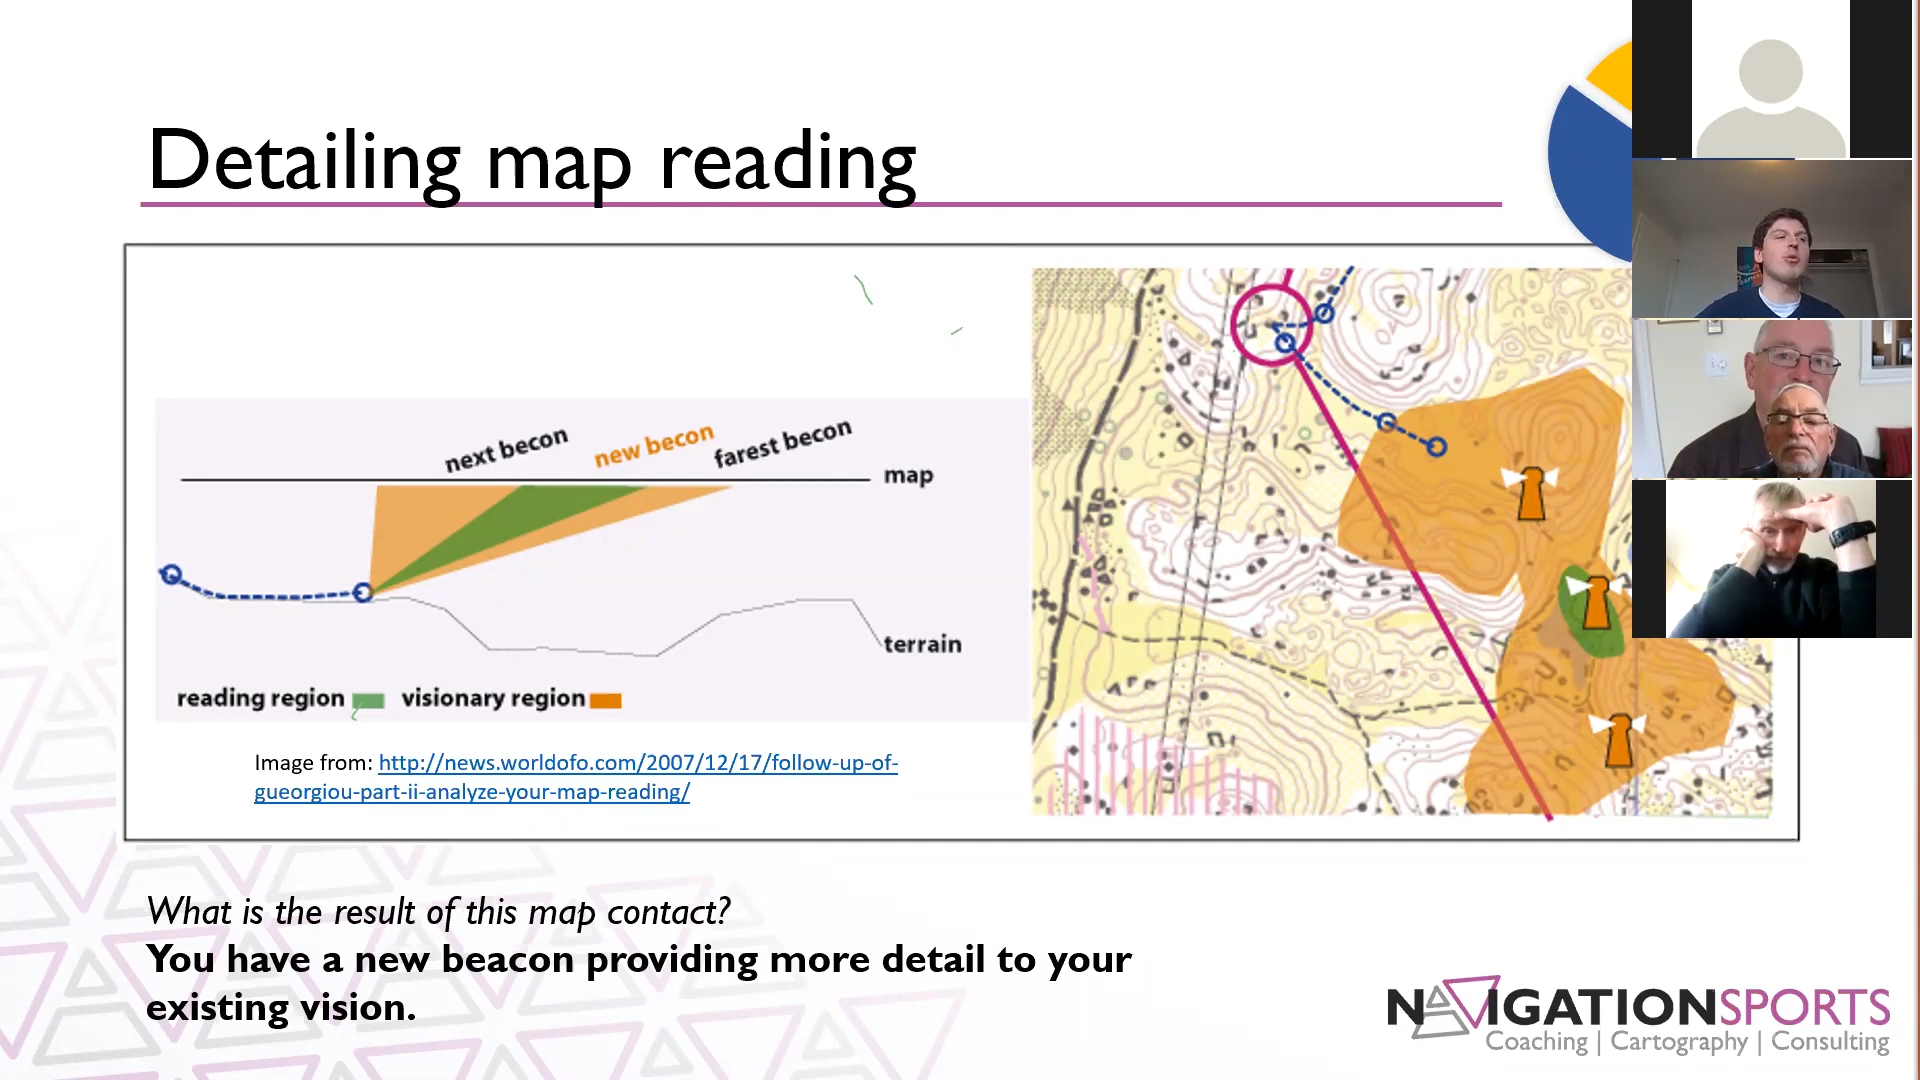 Detailing map reading
next becon
new becon
farest becon
map
terrain
reading region
visionary region
Image from: http://news.worldofo.com/2007/12/17/follow-up-of-
gueorgiou-part-ii-analyze-your-map-reading/
What is the result of this map contact?
You have a new beacon providing more detail to your
existing vision.
NAVIGATIONSPORTS
Coaching | Cartography | Consulting